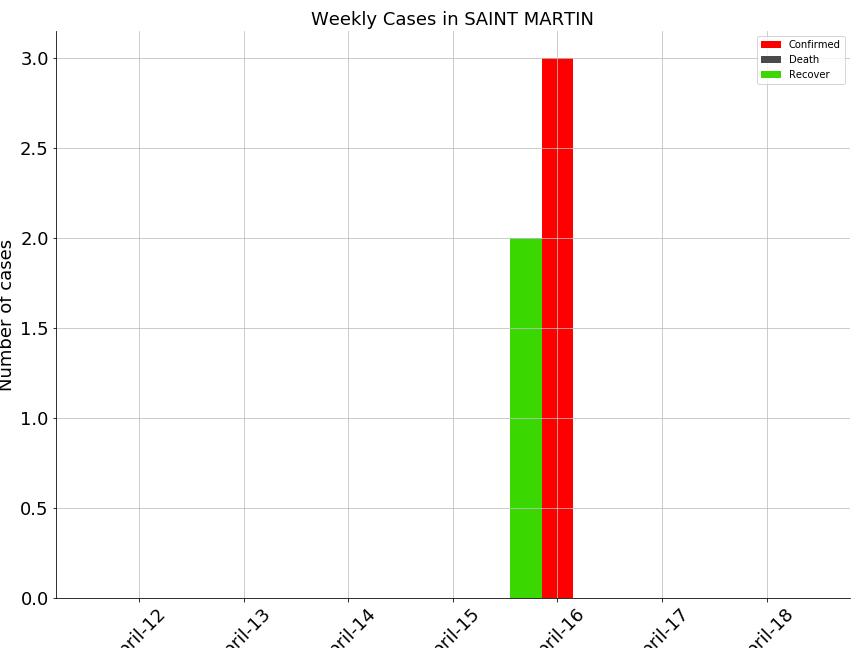 Weekly Cases in SAINT MARTIN
Confirmed
Death
Recover
Number of cases
3.0
2.5
2.0
1.5
1.0
0.5
0.0
pril-12
pril-13
pril-14
pril-15
pril-16
pril-17
pril-18